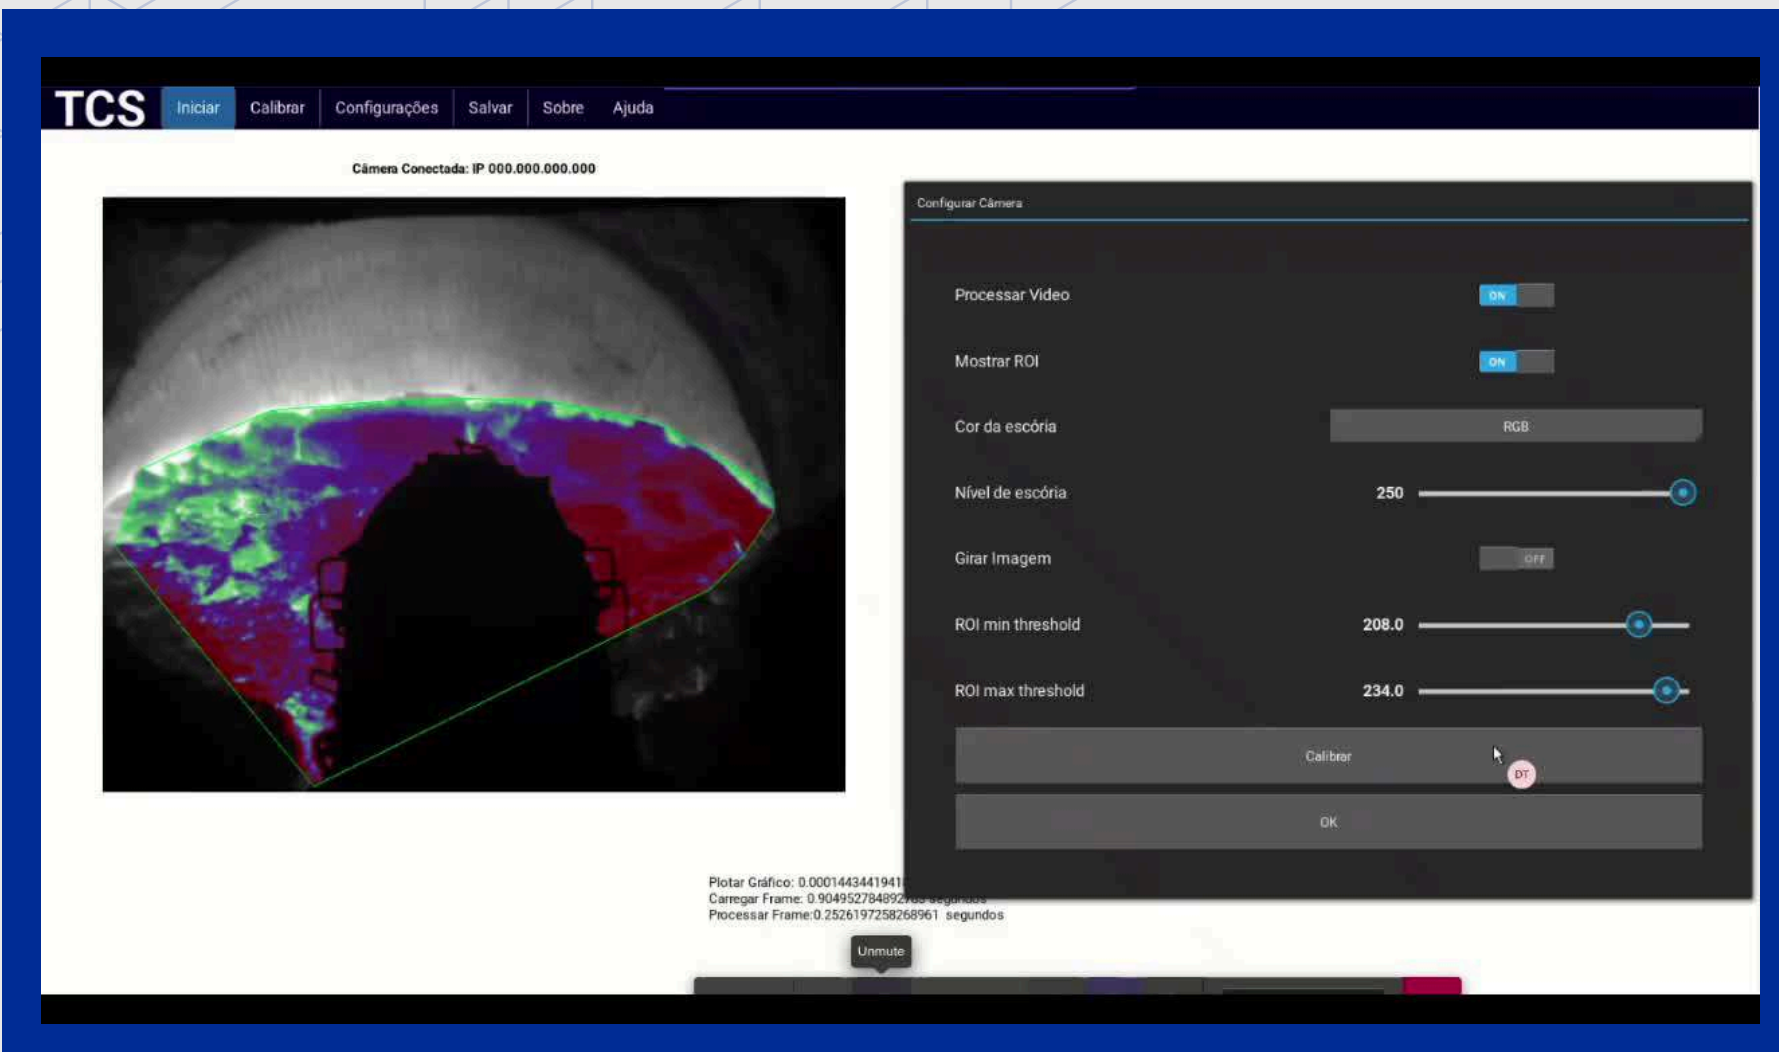 TCS Iniciar Calibrar Configurações Salvar Sobre Ajuda
Câmera Conectada: IP 000.000.000.000
Configurar Câmera
Processar Video ON
Mostrar ROI ON
Cor da escória RGB
Nível de escória 250
Girar Imagem OFF
ROI min threshold 208.0
ROI max threshold 234.0
Calibrar
DT
OK
Plotar Gráfico: 0.0001443441941
Carregar Frame: 0.904952784892 segundos
Processar Frame:0.2526197258268961 segundos
Unmute